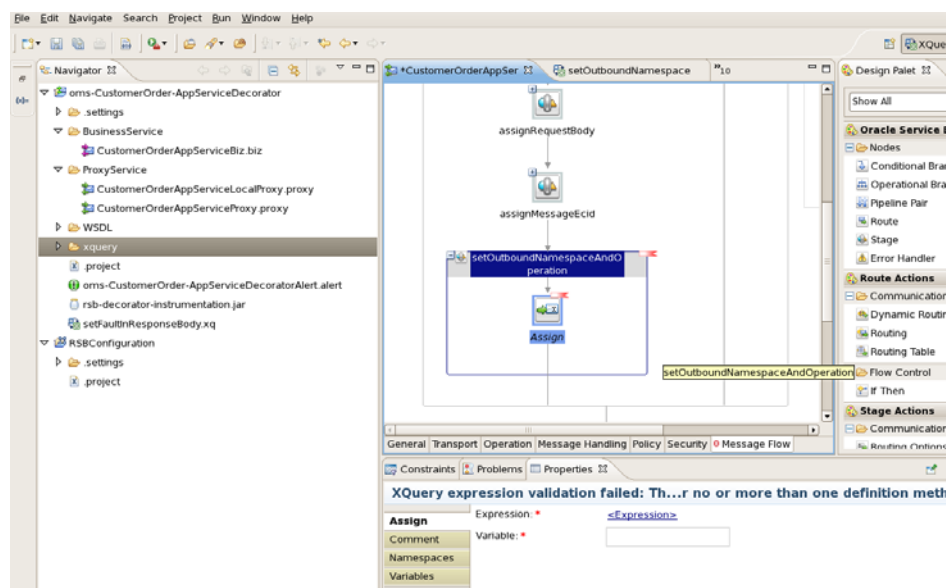 File Edit Navigate Search Project Run Window Help
XQue
Navigator
oms-CustomerOrder-AppServiceDecorator
.settings
BusinessService
CustomerOrderAppServiceBiz.biz
ProxyService
CustomerOrderAppServiceLocalProxy.proxy
CustomerOrderAppServiceProxy.proxy
WSDL
xquery
.project
oms-CustomerOrder-AppServiceDecoratorAlert.alert
rsb-decorator-instrumentation.jar
setFaultInResponseBody.xq
RSBConfiguration
.settings
.project
*CustomerOrderAppSer
setOutboundNamespace
"10
assignRequestBody
assignMessageEcid
setOutboundNamespaceAndO
peration
Assign
setOutboundNamespaceAndOperation
General Transport Operation Message Handling Policy Security Message Flow
Design Palet
Show All
Oracle Service B
Nodes
Conditional Bra
Operational Bra
Pipeline Pair
Route
Stage
Error Handler
Route Actions
Communication
Dynamic Routin
Routing
Routing Table
Flow Control
If Then
Stage Actions
Communication
Routing Options
Constraints Problems Properties
XQuery expression validation failed: Th...r no or more than one definition meth
Assign
Comment
Namespaces
Variables
Expression: *
<Expression>
Variable: *